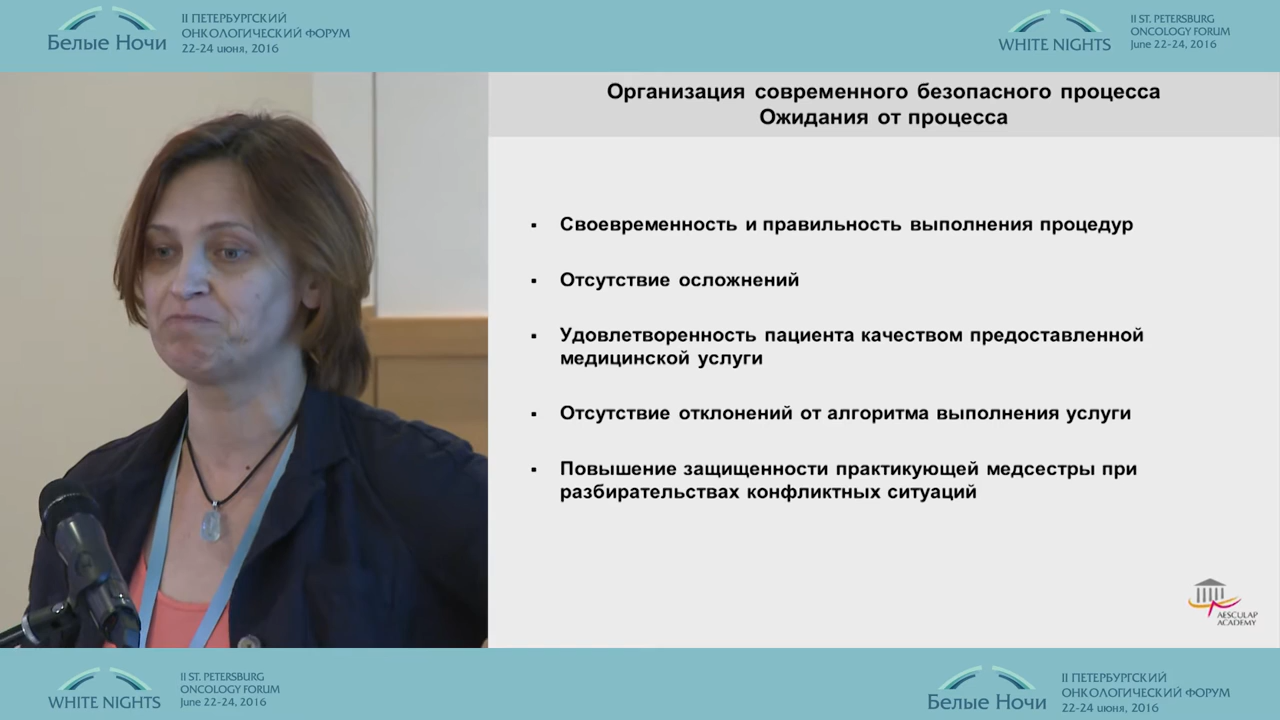 Белые Ночи
II ПЕТЕРБУРГСКИЙ
ОНКОЛОГИЧЕСКИЙ ФОРУМ
22-24 июня, 2016
WHITE NIGHTS
II ST. PETERSBURG
ONCOLOGY FORUM
June 22-24, 2016
Организация современного безопасного процесса
Ожидания от процесса
▪ Своевременность и правильность выполнения процедур
▪ Отсутствие осложнений
▪ Удовлетворенность пациента качеством предоставленной
медицинской услуги
▪ Отсутствие отклонений от алгоритма выполнения услуги
▪ Повышение защищенности практикующей медсестры при
разбирательствах конфликтных ситуаций
AESCULAP
ACADEMY
WHITE NIGHTS
II ST. PETERSBURG
ONCOLOGY FORUM
June 22-24, 2016
Белые Ночи
II ПЕТЕРБУРГСКИЙ
ОНКОЛОГИЧЕСКИЙ ФОРУМ
22-24 июня, 2016